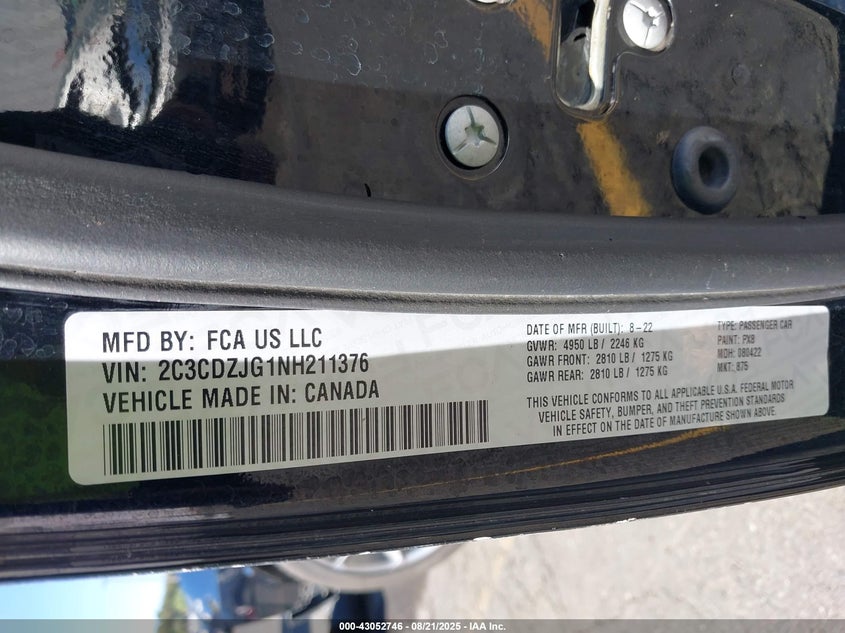 MFD BY: FCA US LLC
VIN: 2C3CDZJG1NH211376
VEHICLE MADE IN: CANADA
DATE OF MFR (BUILT): 8-22
GVWR: 4950 LB / 2246 KG
GAWR FRONT: 2810 LB / 1275 KG
GAWR REAR: 2810 LB / 1275 KG
TYPE: PASSENGER CAR
PAINT: PX8
MDH: 080422
MKT: 875
THIS VEHICLE CONFORMS TO ALL APPLICABLE U.S.A. FEDERAL MOTOR
VEHICLE SAFETY, BUMPER, AND THEFT PREVENTION STANDARDS
IN EFFECT ON THE DATE OF MANUFACTURE SHOWN ABOVE.
000-43052746 - 08/21/2025 - IAA Inc.